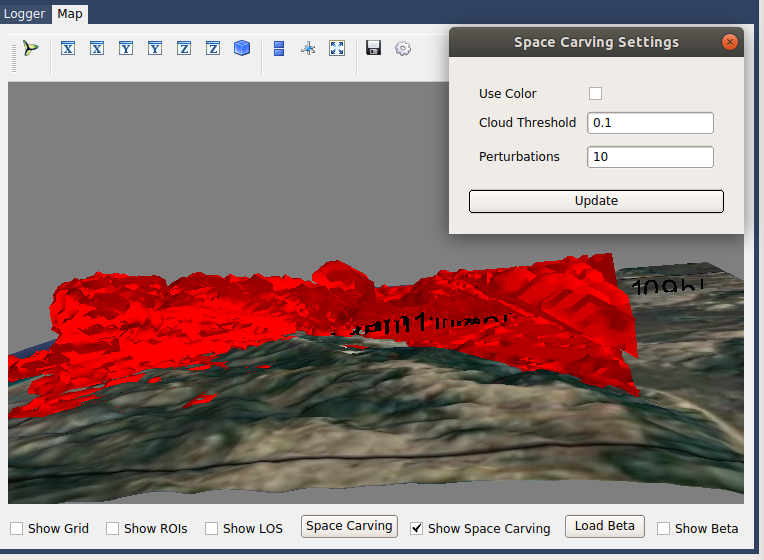 Logger Map
X X Y Y Z Z
Space Carving Settings
Use Color
Cloud Threshold 0.1
Perturbations 10
Update
Show Grid Show ROIs Show LOS Space Carving Show Space Carving Load Beta Show Beta